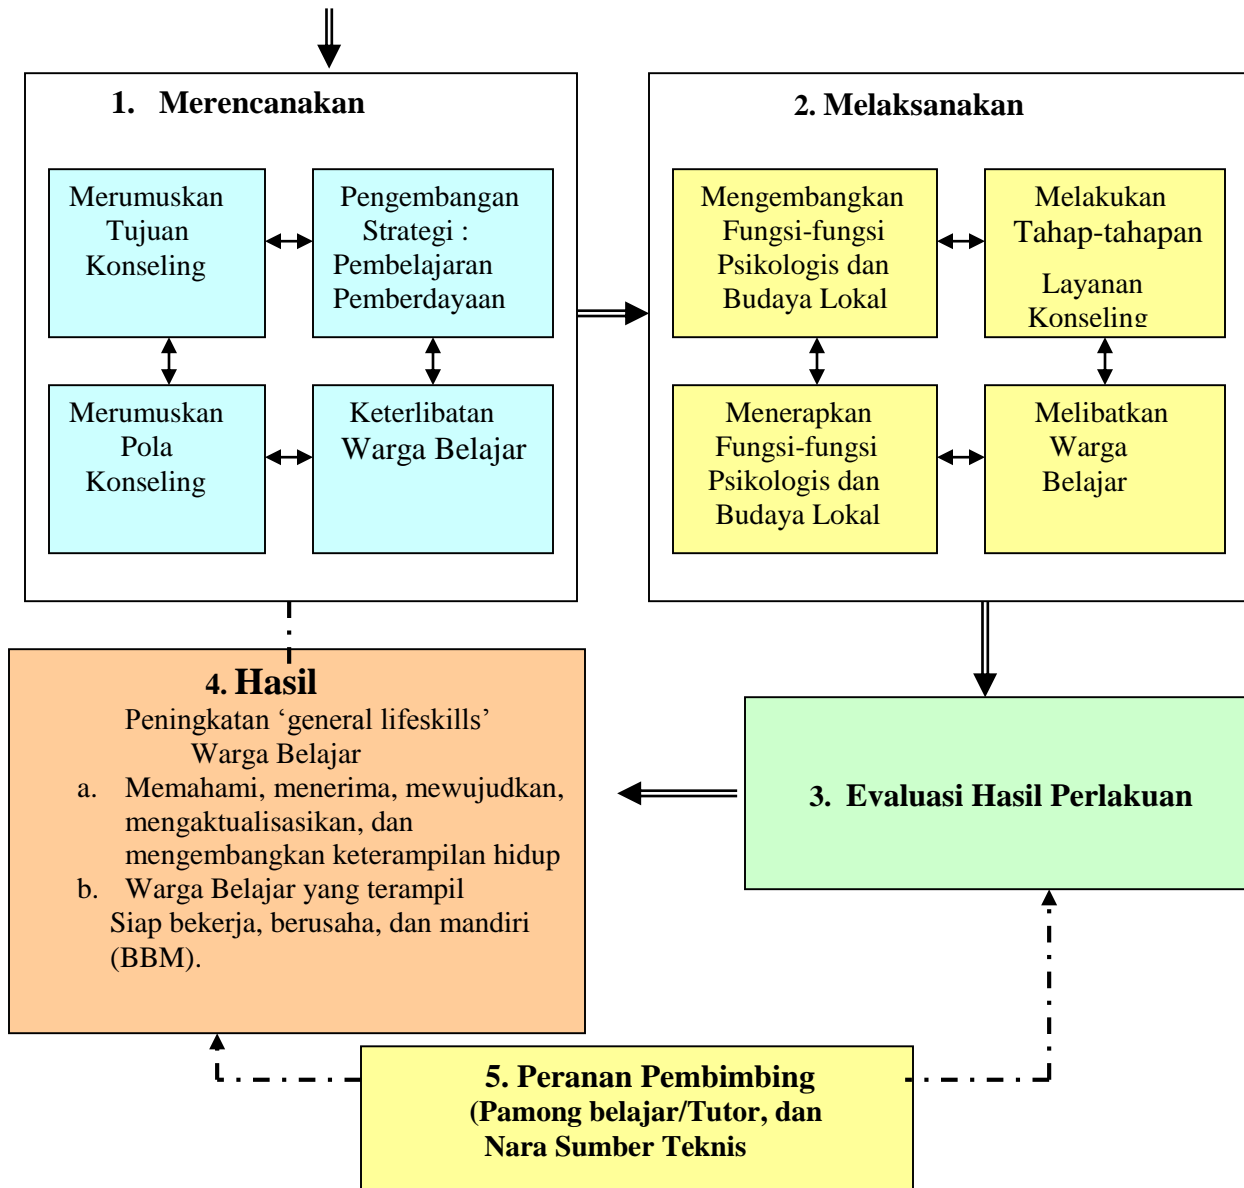 1. Merencanakan
Merumuskan
Tujuan
Konseling
Pengembangan
Strategi :
Pembelajaran
Pemberdayaan
Merumuskan
Pola
Konseling
Keterlibatan
Warga Belajar
2. Melaksanakan
Mengembangkan
Fungsi-fungsi
Psikologis dan
Budaya Lokal
Melakukan
Tahap-tahapan
Layanan
Konseling
Menerapkan
Fungsi-fungsi
Psikologis dan
Budaya Lokal
Melibatkan
Warga
Belajar
3. Evaluasi Hasil Perlakuan
4. Hasil
Peningkatan ‘general lifeskills’
Warga Belajar
a. Memahami, menerima, mewujudkan,
mengaktualisasikan, dan
mengembangkan keterampilan hidup
b. Warga Belajar yang terampil
Siap bekerja, berusaha, dan mandiri
(BBM).
5. Peranan Pembimbing
(Pamong belajar/Tutor, dan
Nara Sumber Teknis